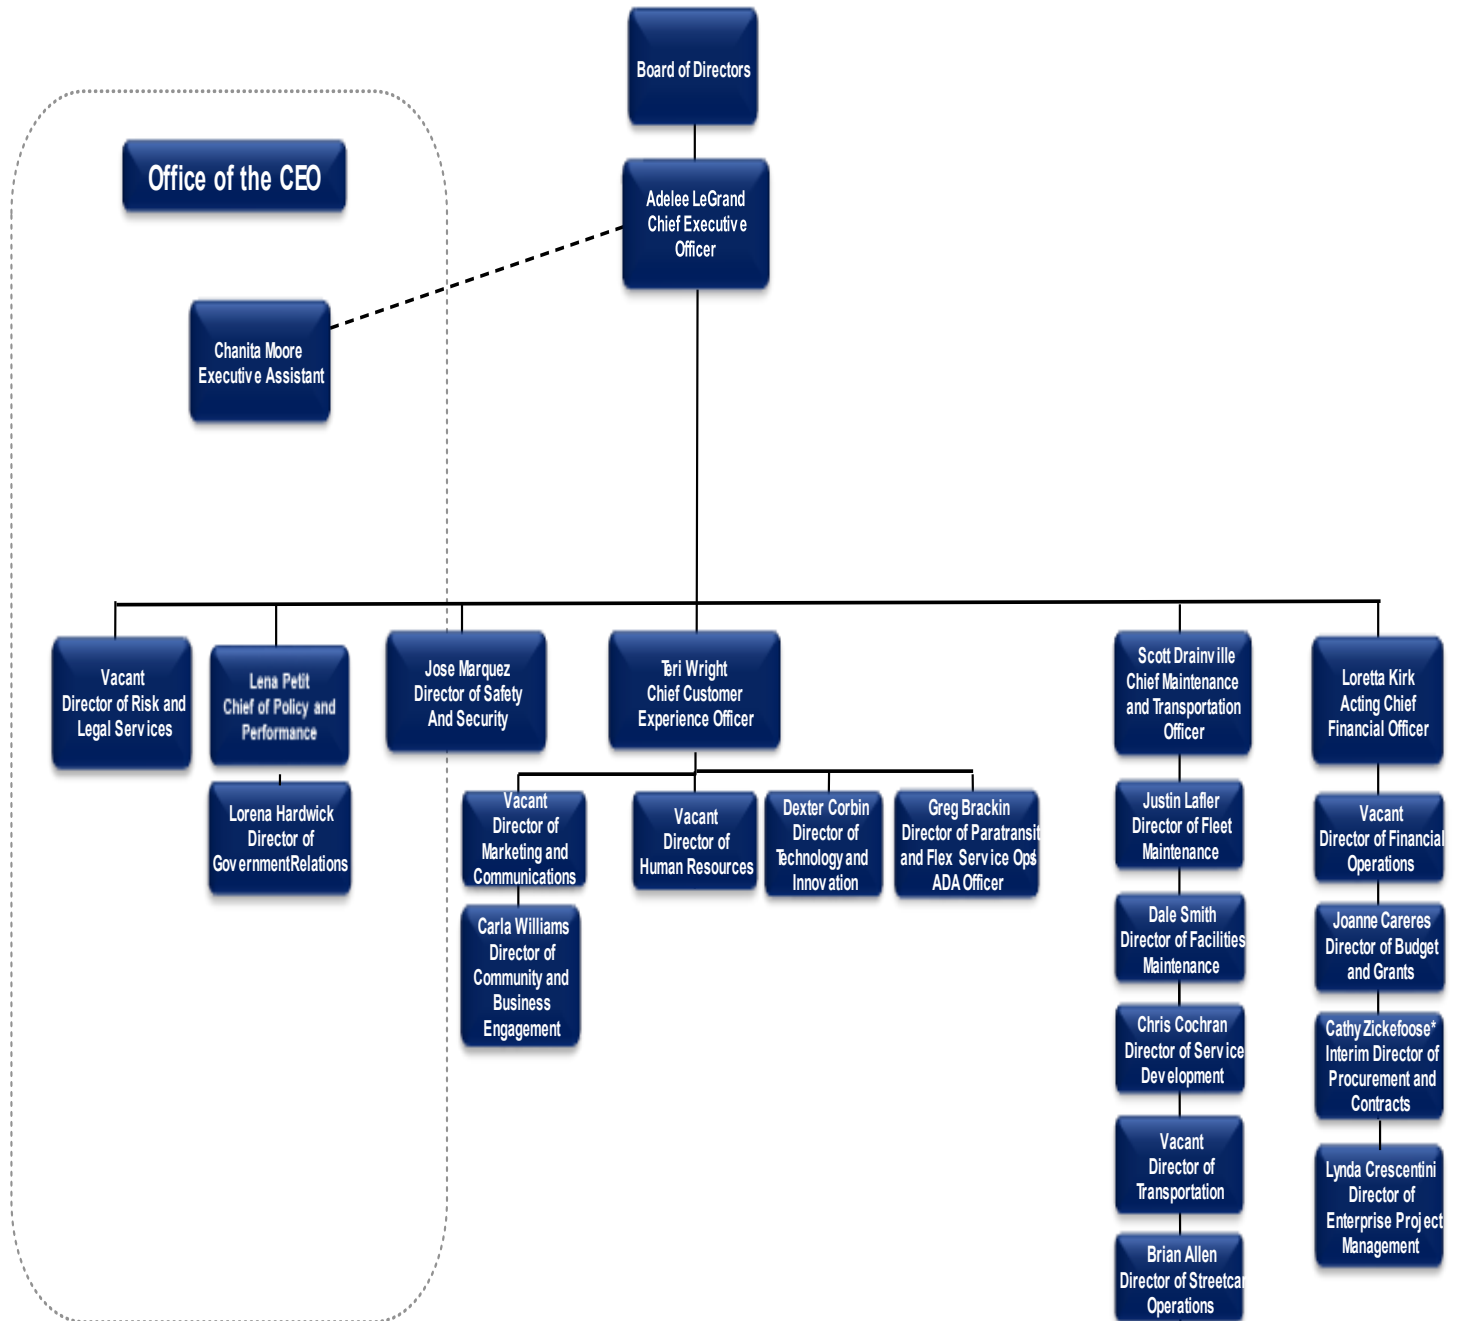 Board of Directors
Office of the CEO
Adelee LeGrand
Chief Executive
Officer
Chanita Moore
Executive Assistant
Vacant
Director of Risk and
Legal Services
Lena Petit
Chief of Policy and
Performance
Jose Marquez
Director of Safety
And Security
Teri Wright
Chief Customer
Experience Officer
Scott Drainville
Chief Maintenance
and Transportation
Officer
Loretta Kirk
Acting Chief
Financial Officer
Lorena Hardwick
Director of
Government Relations
Vacant
Director of
Marketing and
Communications
Vacant
Director of
Human Resources
Dexter Corbin
Director of
Technology and
Innovation
Greg Brackin
Director of Paratransit
and Flex Service Ops/
ADA Officer
Carla Williams
Director of
Community and
Business
Engagement
Justin Lafler
Director of Fleet
Maintenance
Dale Smith
Director of Facilities
Maintenance
Chris Cochran
Director of Service
Development
Vacant
Director of
Transportation
Brian Allen
Director of Streetcar
Operations
Vacant
Director of Financial
Operations
Joanne Careres
Director of Budget
and Grants
Cathy Zickefoose*
Interim Director of
Procurement and
Contracts
Lynda Crescentini
Director of
Enterprise Project
Management